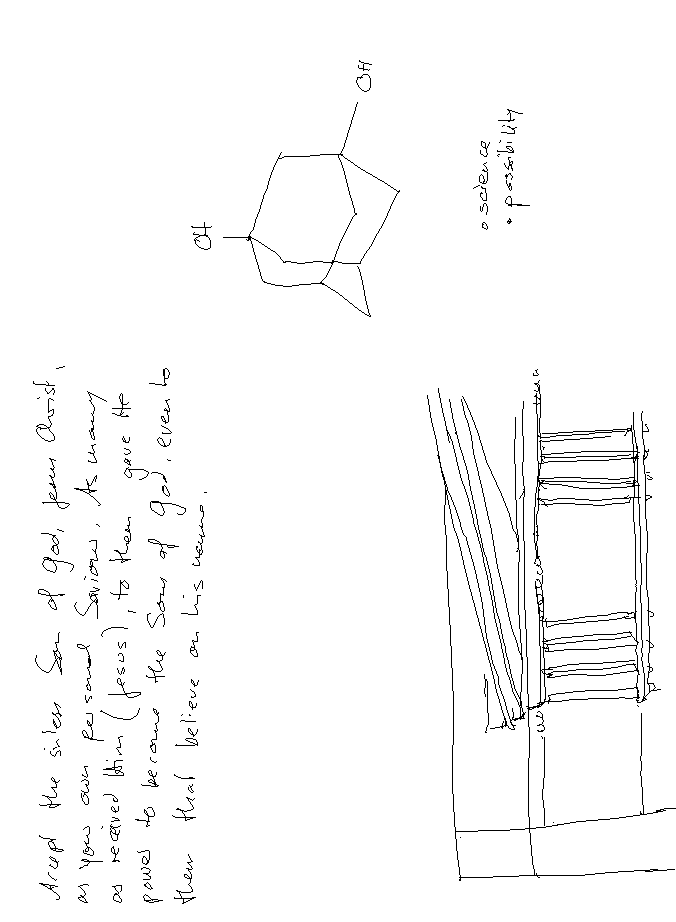 Accept the sinless Son of God, Jesus Christ,
as your own personal Saviour. As many
as received Him (Jesus), to them gave He
power to become the Sons of God, even to
them that believe on his name.
OH
OH
science
possibility